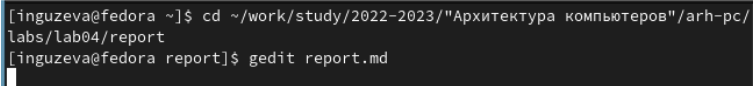 [inguzeva@fedora ~]$ cd ~/work/study/2022-2023/"Архитектура компьютеров"/arh-pc/
labs/lab04/report
[inguzeva@fedora report]$ gedit report.md